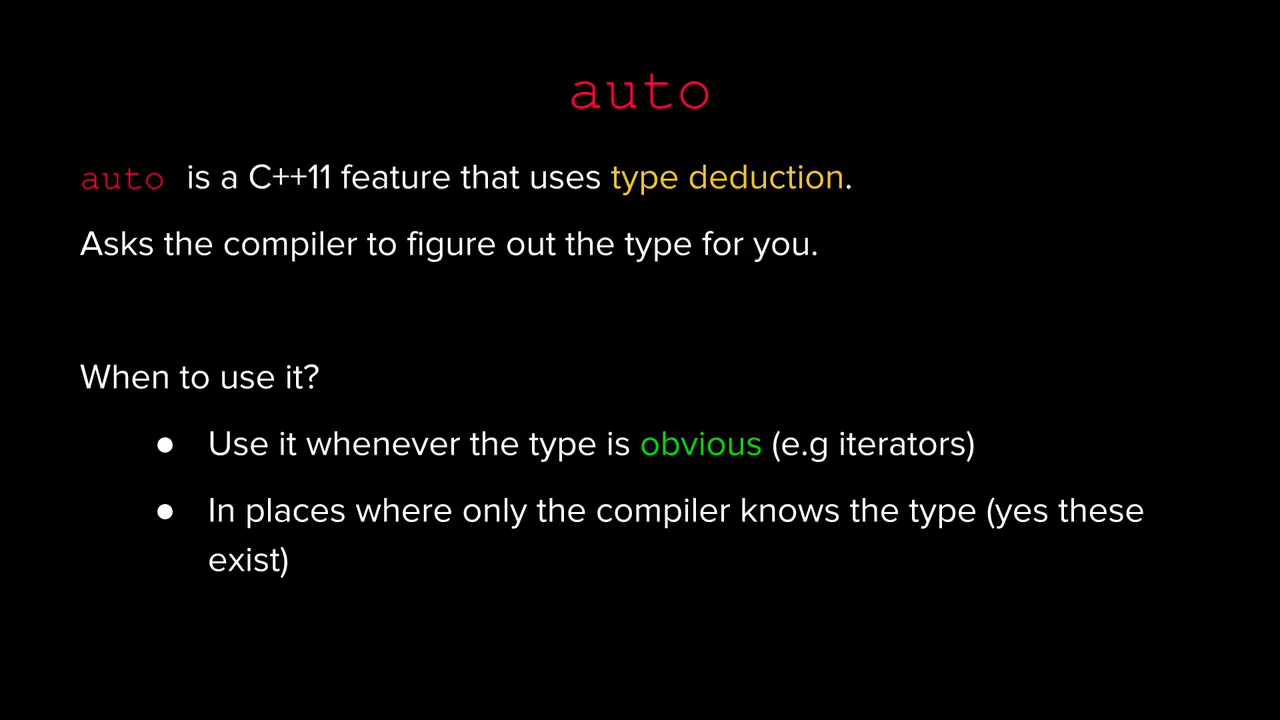 auto
auto is a C++11 feature that uses type deduction.
Asks the compiler to figure out the type for you.
When to use it?
● Use it whenever the type is obvious (e.g iterators)
● In places where only the compiler knows the type (yes these
exist)